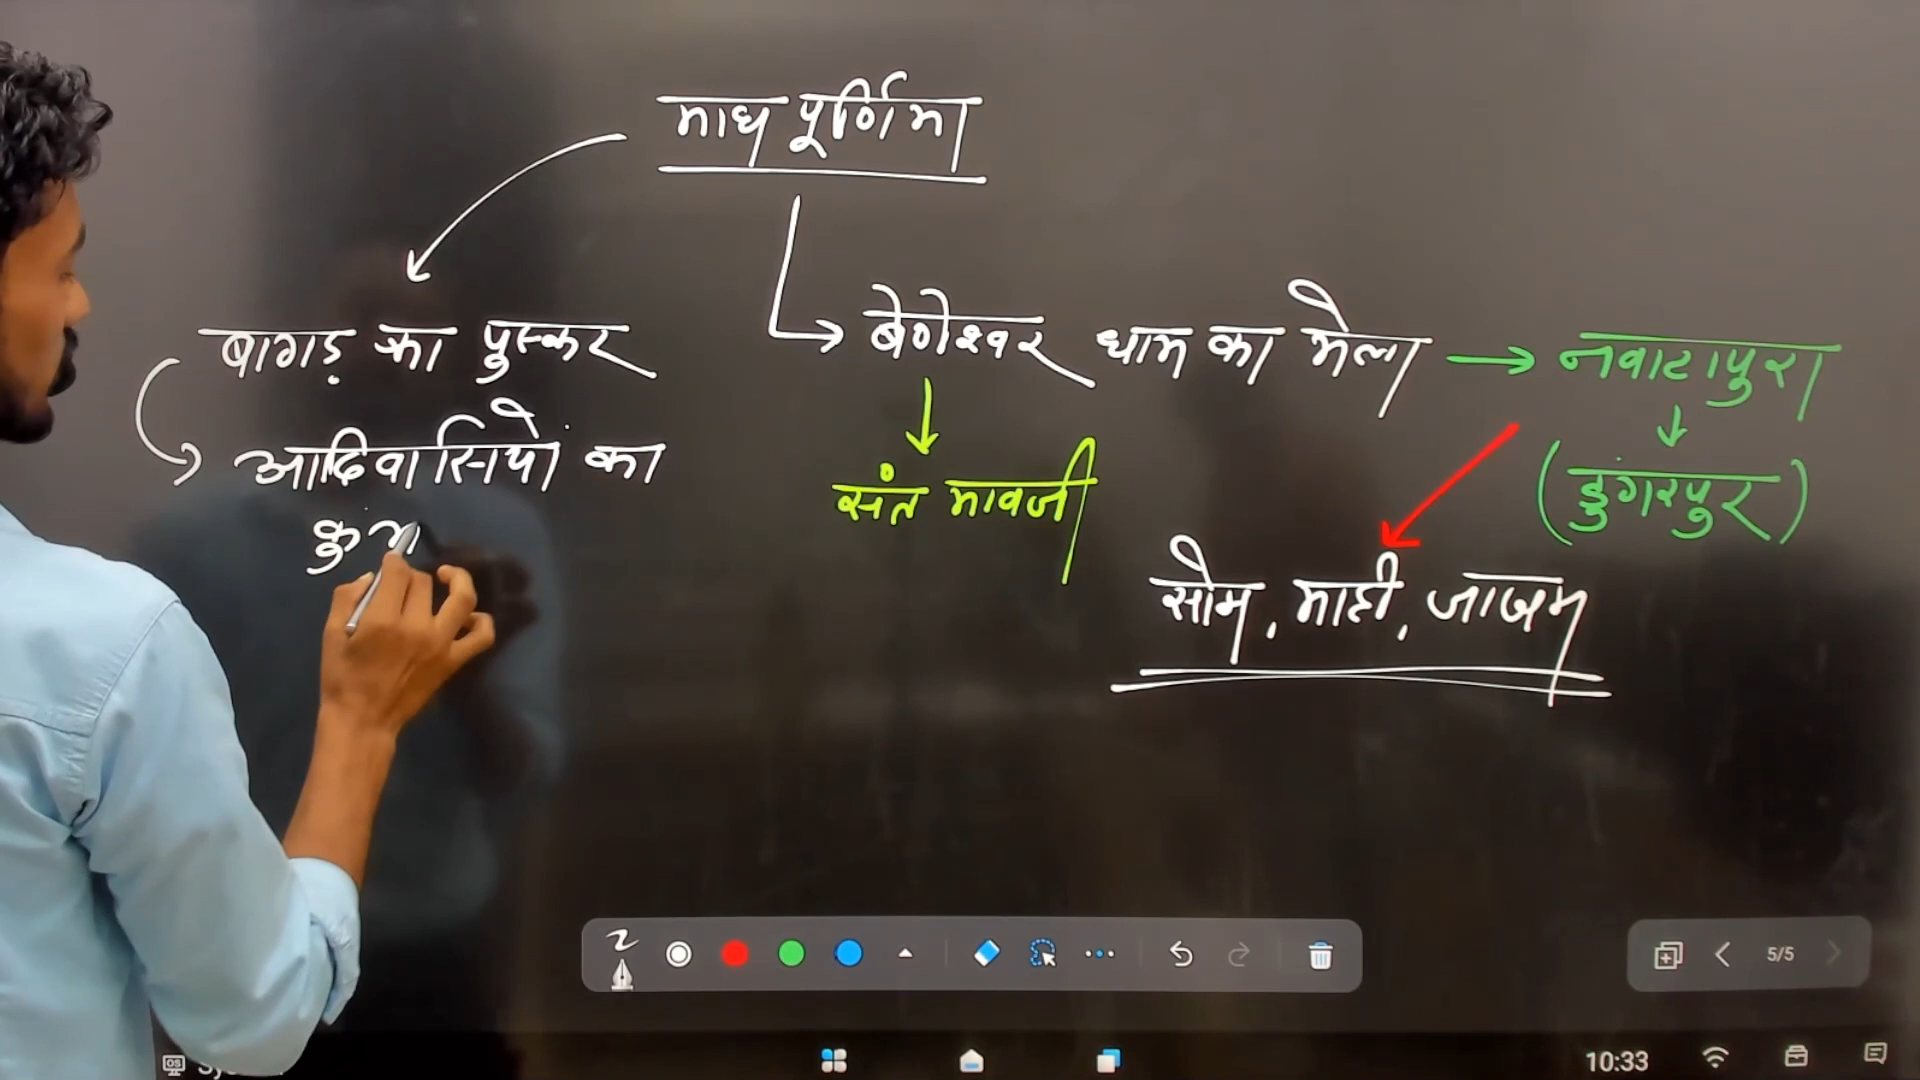 माघ पूर्णिमा
बागड़ का पुस्कर
आदिवासियों का
बेणेश्वर धाम का मेला
नवाटापुरा
(डुंगरपुर)
संत मावजी
सोम, माही, जाखम
5/5
10:33